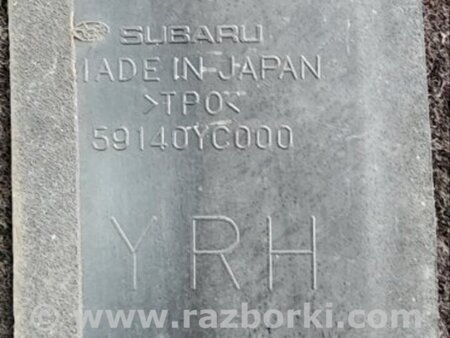 SUBARU
MADE IN JAPAN
>TPO<
59140YC000
YRH
© www.razborki.com